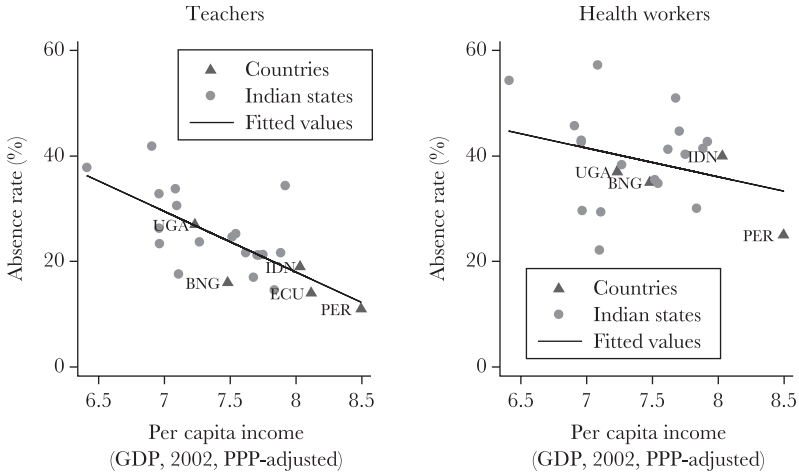 Teachers
Absence rate (%)
60
40
20
0
Countries
Indian states
Fitted values
UGA
BNG
IDN
ECU
PER
6.5 7 7.5 8 8.5
Per capita income
(GDP, 2002, PPP-adjusted)
Health workers
Absence rate (%)
60
40
20
0
IDN
UGA
BNG
PER
Countries
Indian states
Fitted values
6.5 7 7.5 8 8.5
Per capita income
(GDP, 2002, PPP-adjusted)